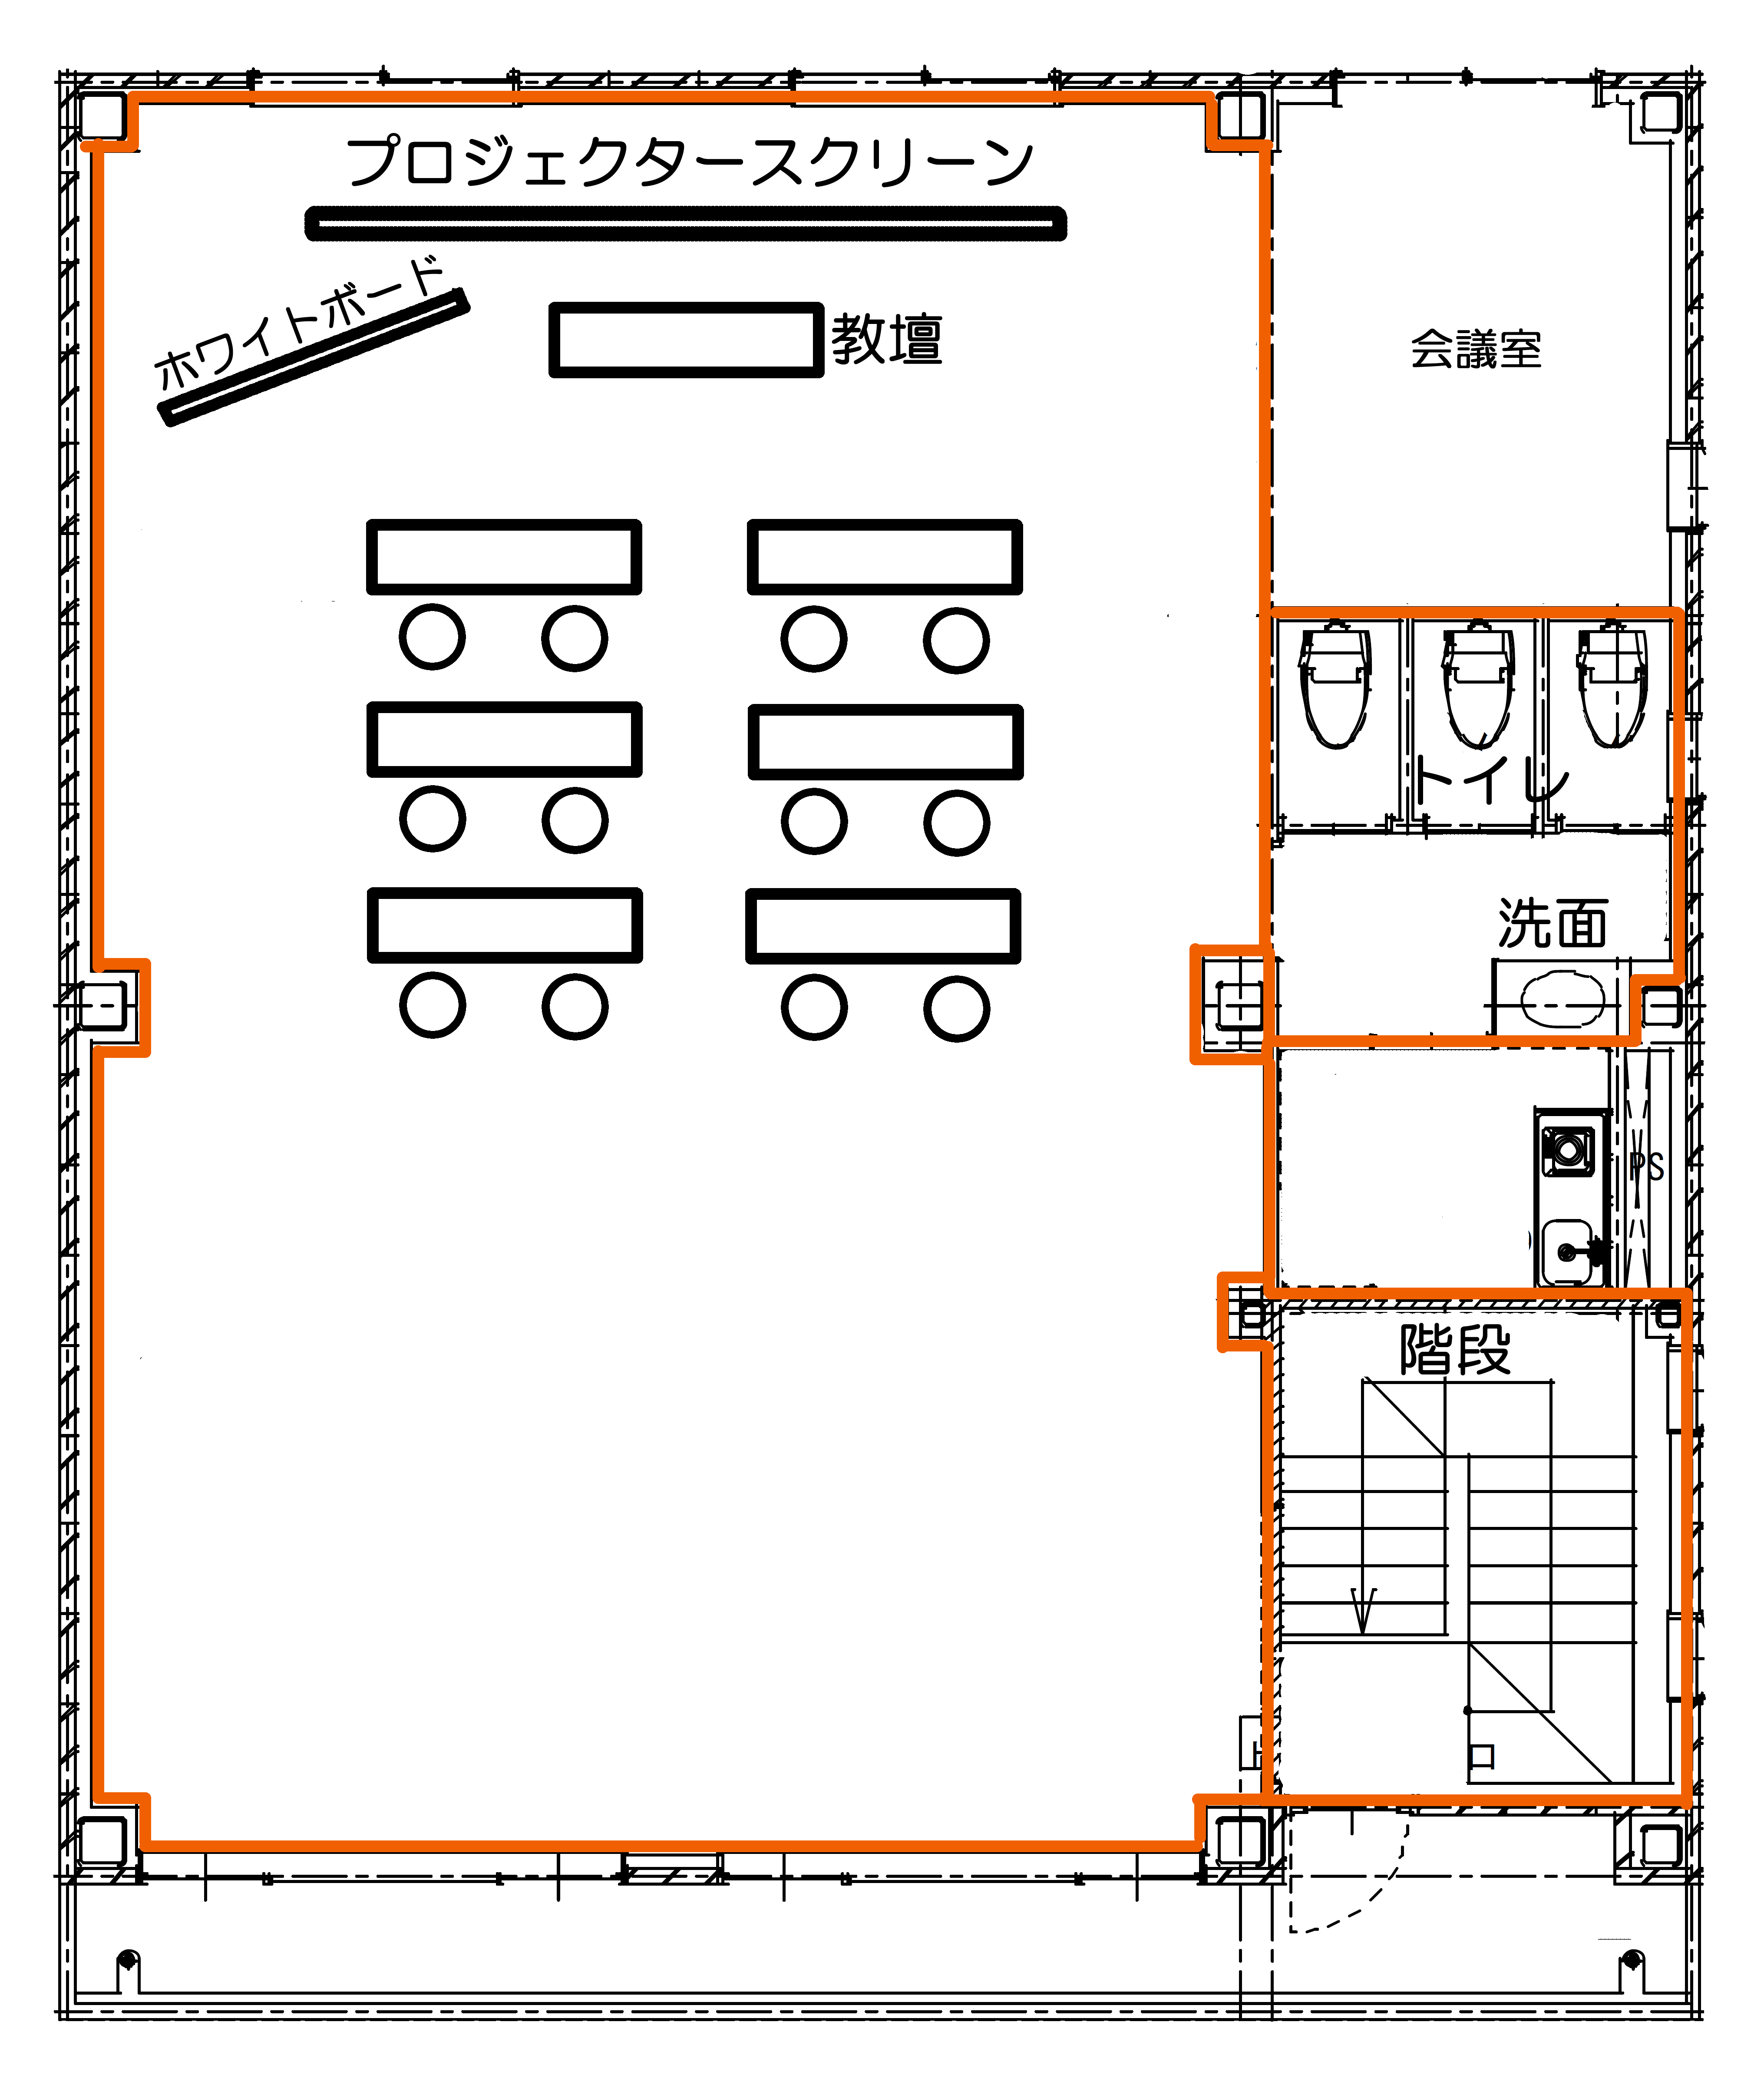 プロジェクタースクリーン
ホワイトボード
教壇
会議室
トイレ
洗面
PS
階段